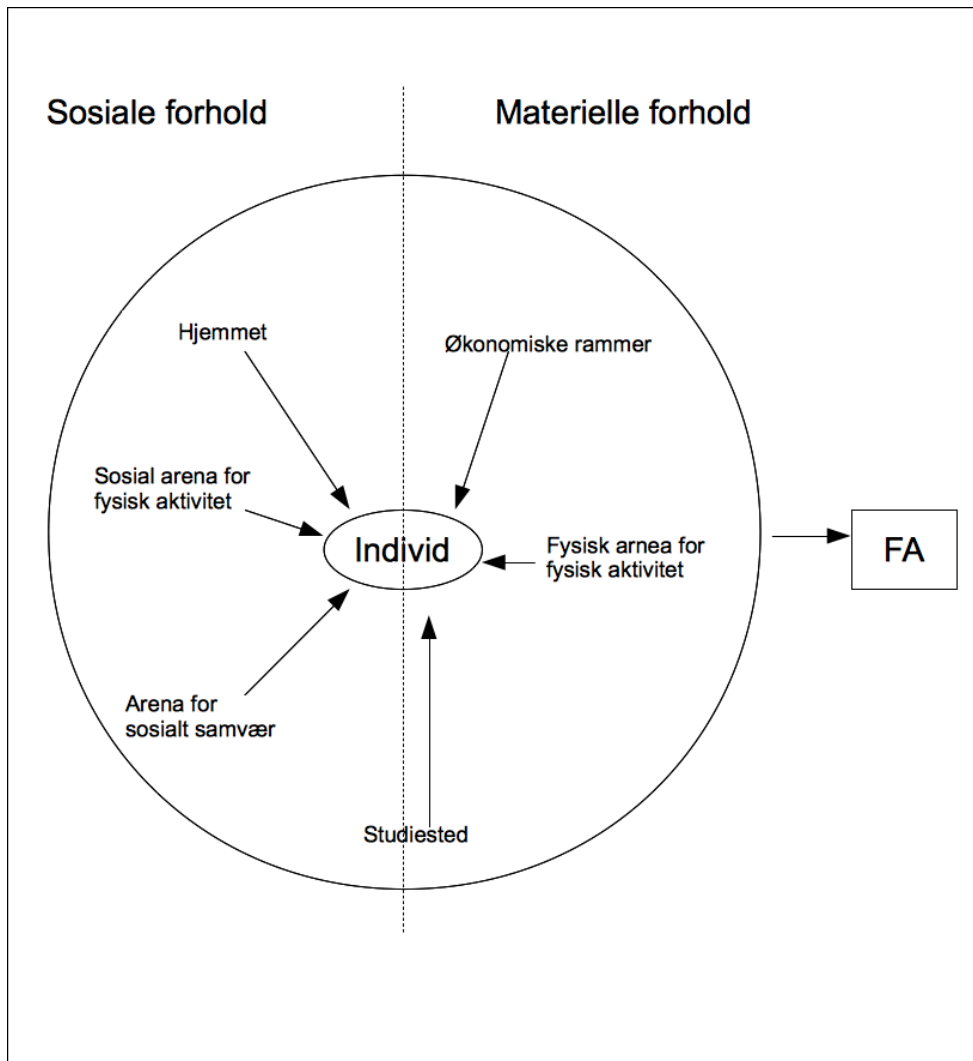 Sosiale forhold
Materielle forhold
Hjemmet
Økonomiske rammer
Sosial arena for
fysisk aktivitet
Individ
Fysisk arnea for
fysisk aktivitet
FA
Arena for
sosialt samvær
Studiested